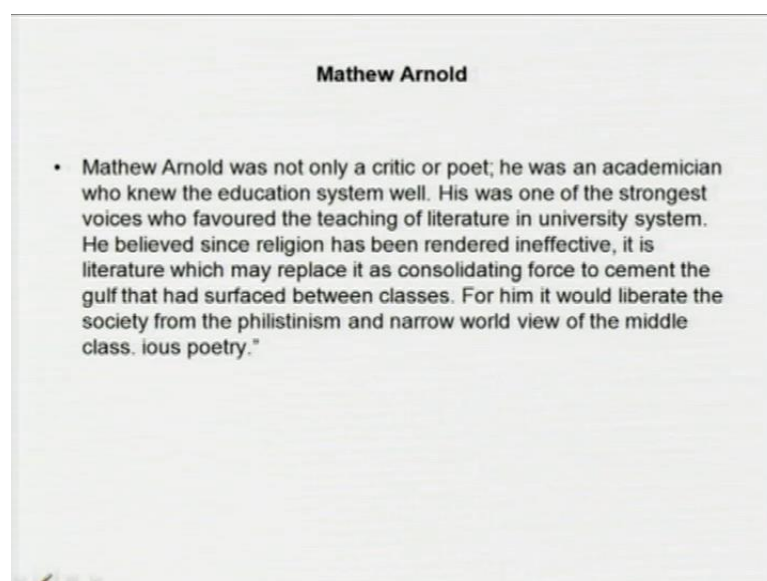 Mathew Arnold
• Mathew Arnold was not only a critic or poet; he was an academician
who knew the education system well. His was one of the strongest
voices who favoured the teaching of literature in university system.
He believed since religion has been rendered ineffective, it is
literature which may replace it as consolidating force to cement the
gulf that had surfaced between classes. For him it would liberate the
society from the philistinism and narrow world view of the middle
class. ious poetry."